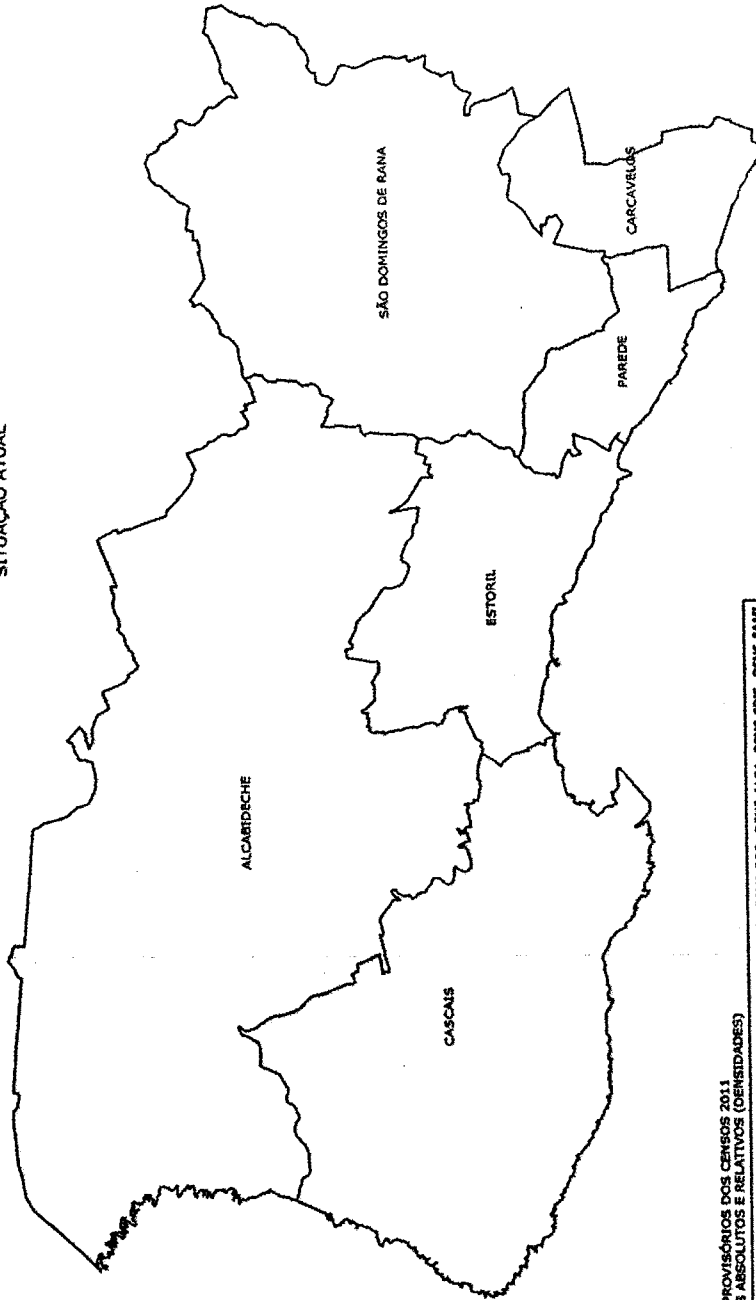 SITUAÇÃO ATUAL
SÃO DOMINGOS DE RANA
CARCAVELOS
PAREDE
ALCABIDECHE
ESTORIL
CASCAIS
PROVISÓRIOS DOS CENSOS 2011
ABSOLUTOS E RELATIVOS (DENSIDADES)